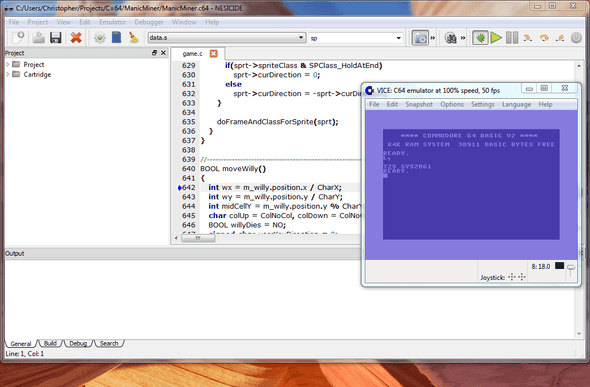 C:/Users/Christopher/Projects/C=64/ManicMiner/ManicMiner.c64 - NESICIDE
File Project View Edit Emulator Debugger Window Help
data.s
sp
Project
game.c
Project
Cartridge
629 if(sprt->spriteClass & SPClass_HoldAtEnd)
630 sprt->curDirection = 0;
631 else
632 sprt->curDirection = -sprt->curDir
633 }
634
635 doFrameAndClassForSprite(sprt);
636 }
637 }
638
639 //
640 BOOL moveWilly()
641 {
642 int wx = m_willy.position.x / CharX;
643 int wy = m_willy.position.y / CharY;
644 int midCellY = m_willy.position.y % CharY
645 char colUp = ColNoCol, colDown = ColNoC
646 BOOL willyDies = NO;
VICE: C64 emulator at 100% speed, 50 fps
File Edit Snapshot Options Settings Language Help
**** COMMODORE 64 BASIC V2 ****
64K RAM SYSTEM 38911 BASIC BYTES FREE
READY.
729 SYS2061
READY.
8: 18.0
Joystick:
Output
General Build Debug Search
Line: 1, Col: 1